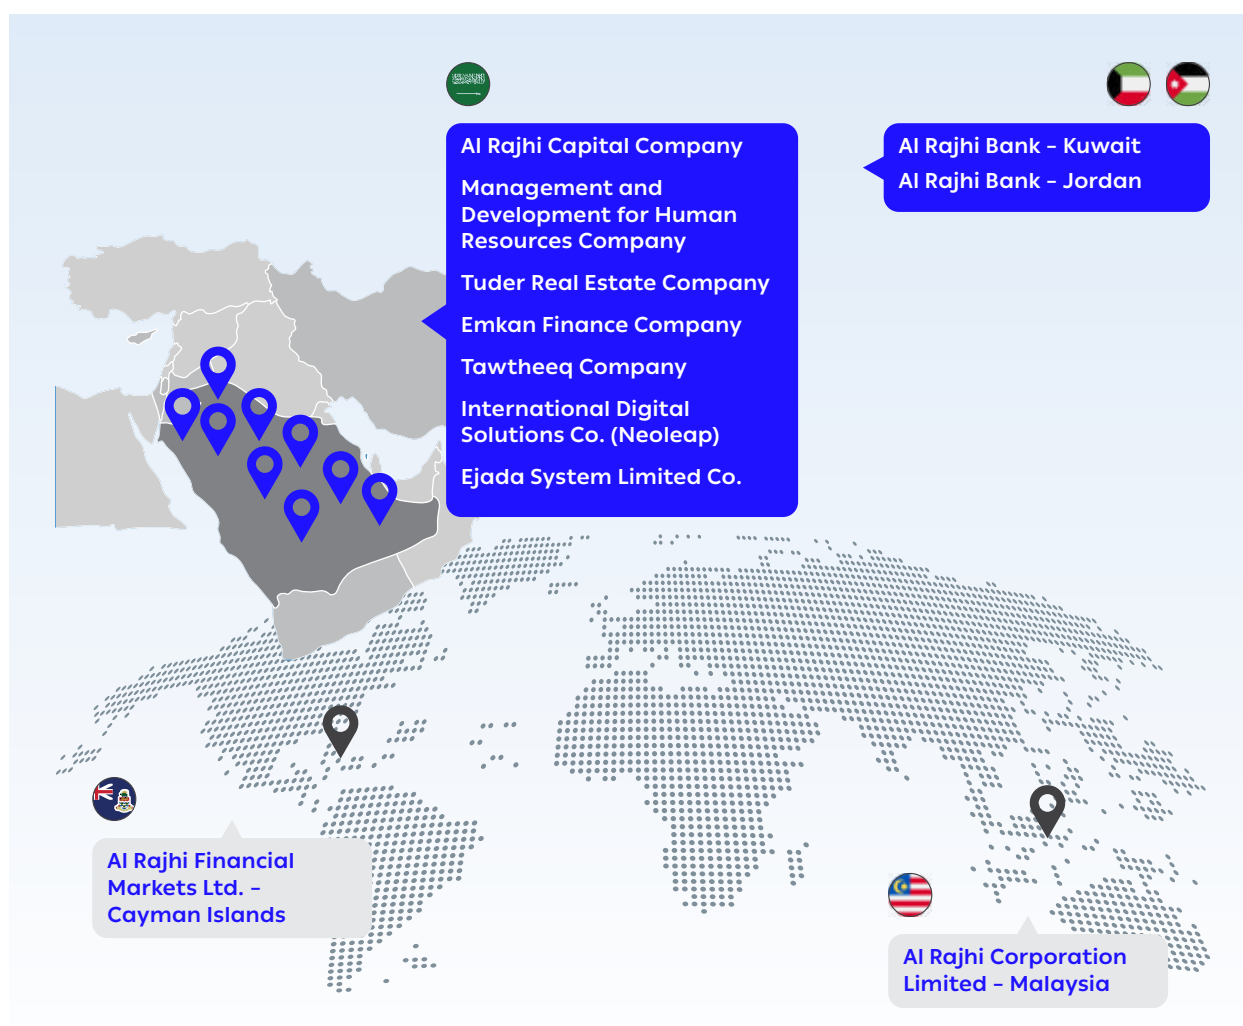 Al Rajhi Capital Company
Management and
Development for Human
Resources Company
Tuder Real Estate Company
Emkan Finance Company
Tawtheeq Company
International Digital
Solutions Co. (Neoleap)
Ejada System Limited Co.
Al Rajhi Bank – Kuwait
Al Rajhi Bank – Jordan
Al Rajhi Financial
Markets Ltd. –
Cayman Islands
Al Rajhi Corporation
Limited – Malaysia